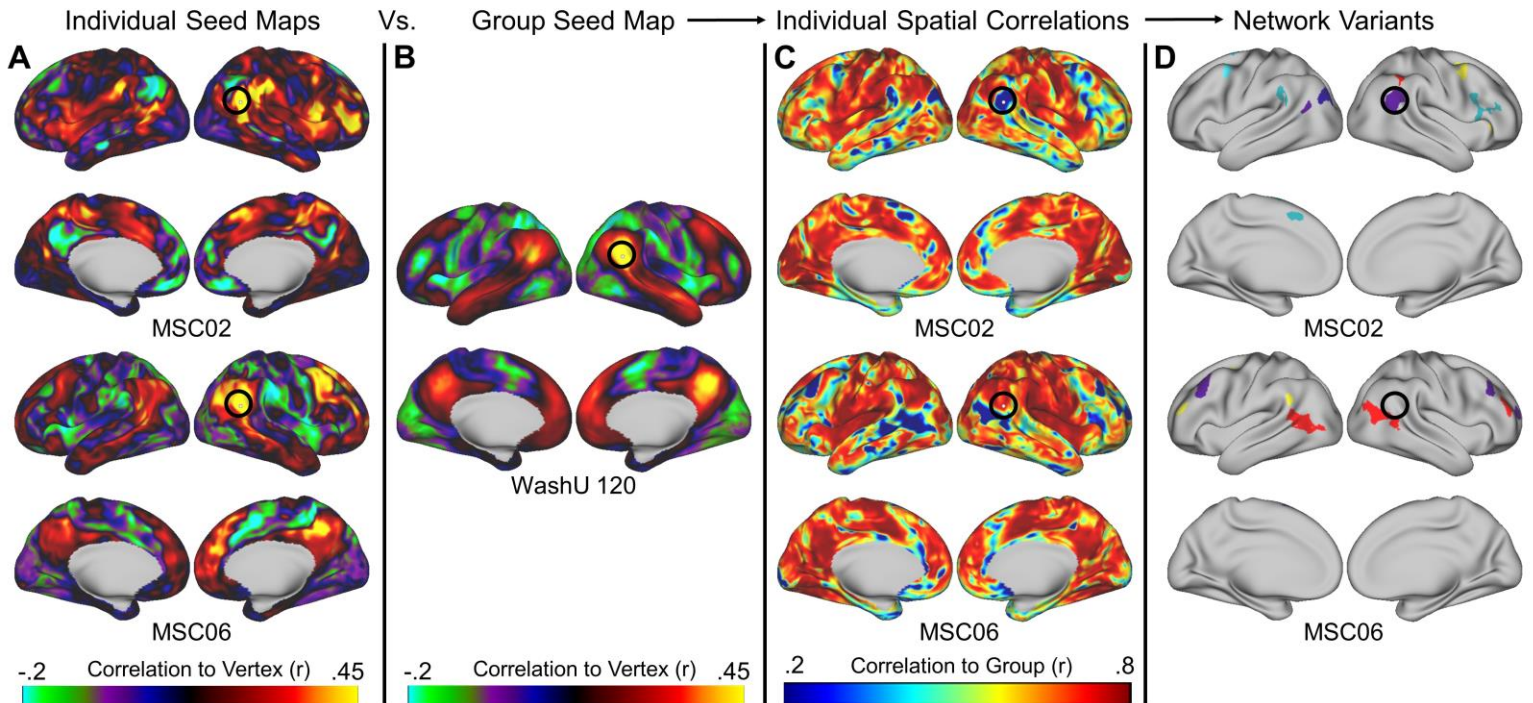 Individual Seed Maps Vs. Group Seed Map Individual Spatial Correlations Network Variants
A B C D
MSC02 MSC02 MSC02
WashU 120
MSC06 MSC06 MSC06
-.2 Correlation to Vertex (r) .45
-.2 Correlation to Vertex (r) .45
.2 Correlation to Group (r) .8